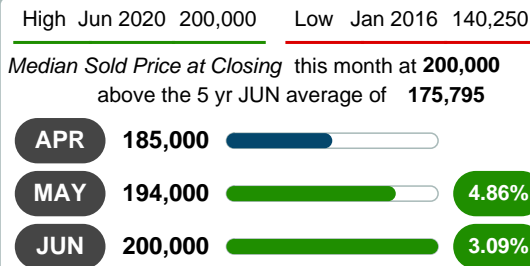 High Jun 2020 200,000 Low Jan 2016 140,250
Median Sold Price at Closing this month at 200,000
above the 5 yr JUN average of 175,795
APR 185,000
MAY 194,000 4.86%
JUN 200,000 3.09%